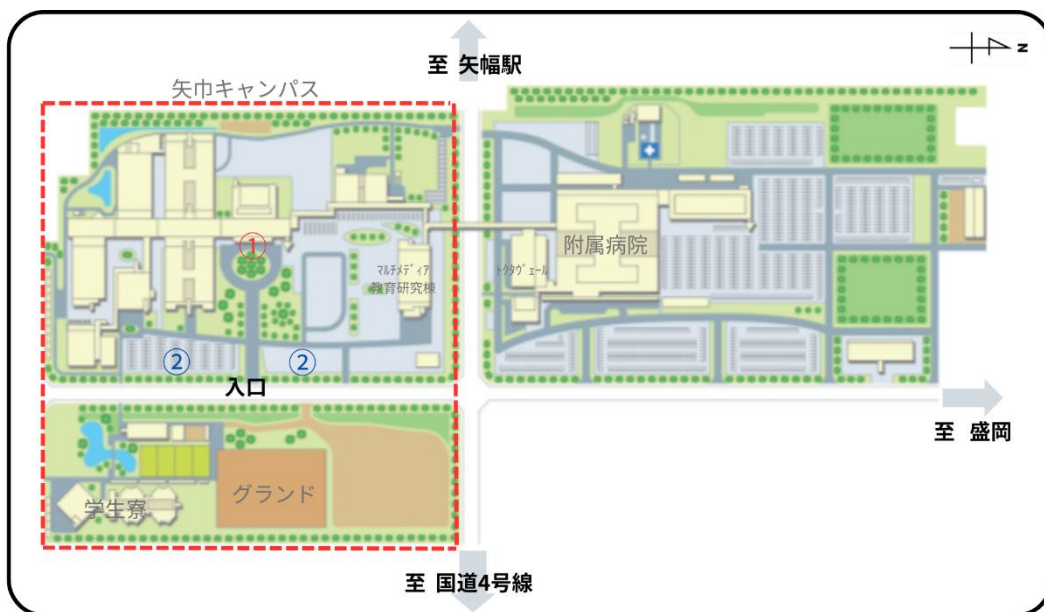 至 矢幅駅
N
矢巾キャンパス
①
附属病院
マルチメディア
教育研究棟
トクタヴェール
②
②
入口
至 盛岡
グランド
学生寮
至 国道4号線